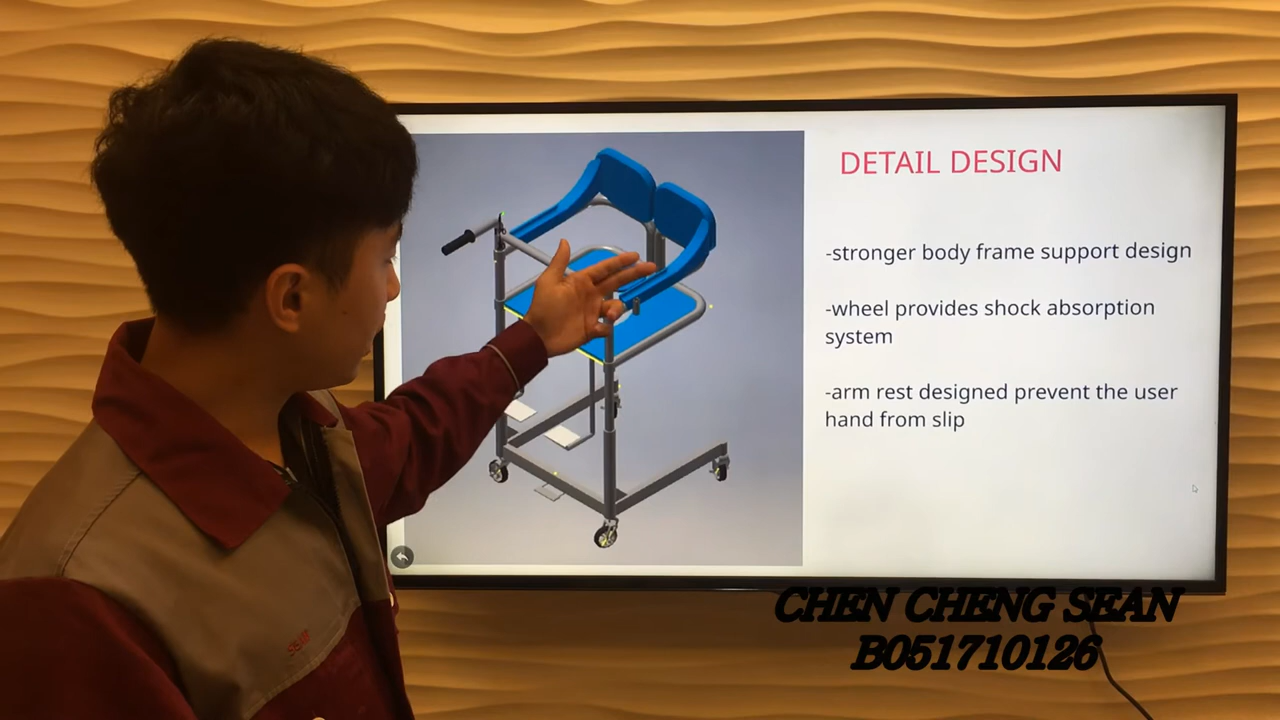 DETAIL DESIGN
-stronger body frame support design
-wheel provides shock absorption
system
-arm rest designed prevent the user
hand from slip
CHEN CHENG SEAN
B051710126